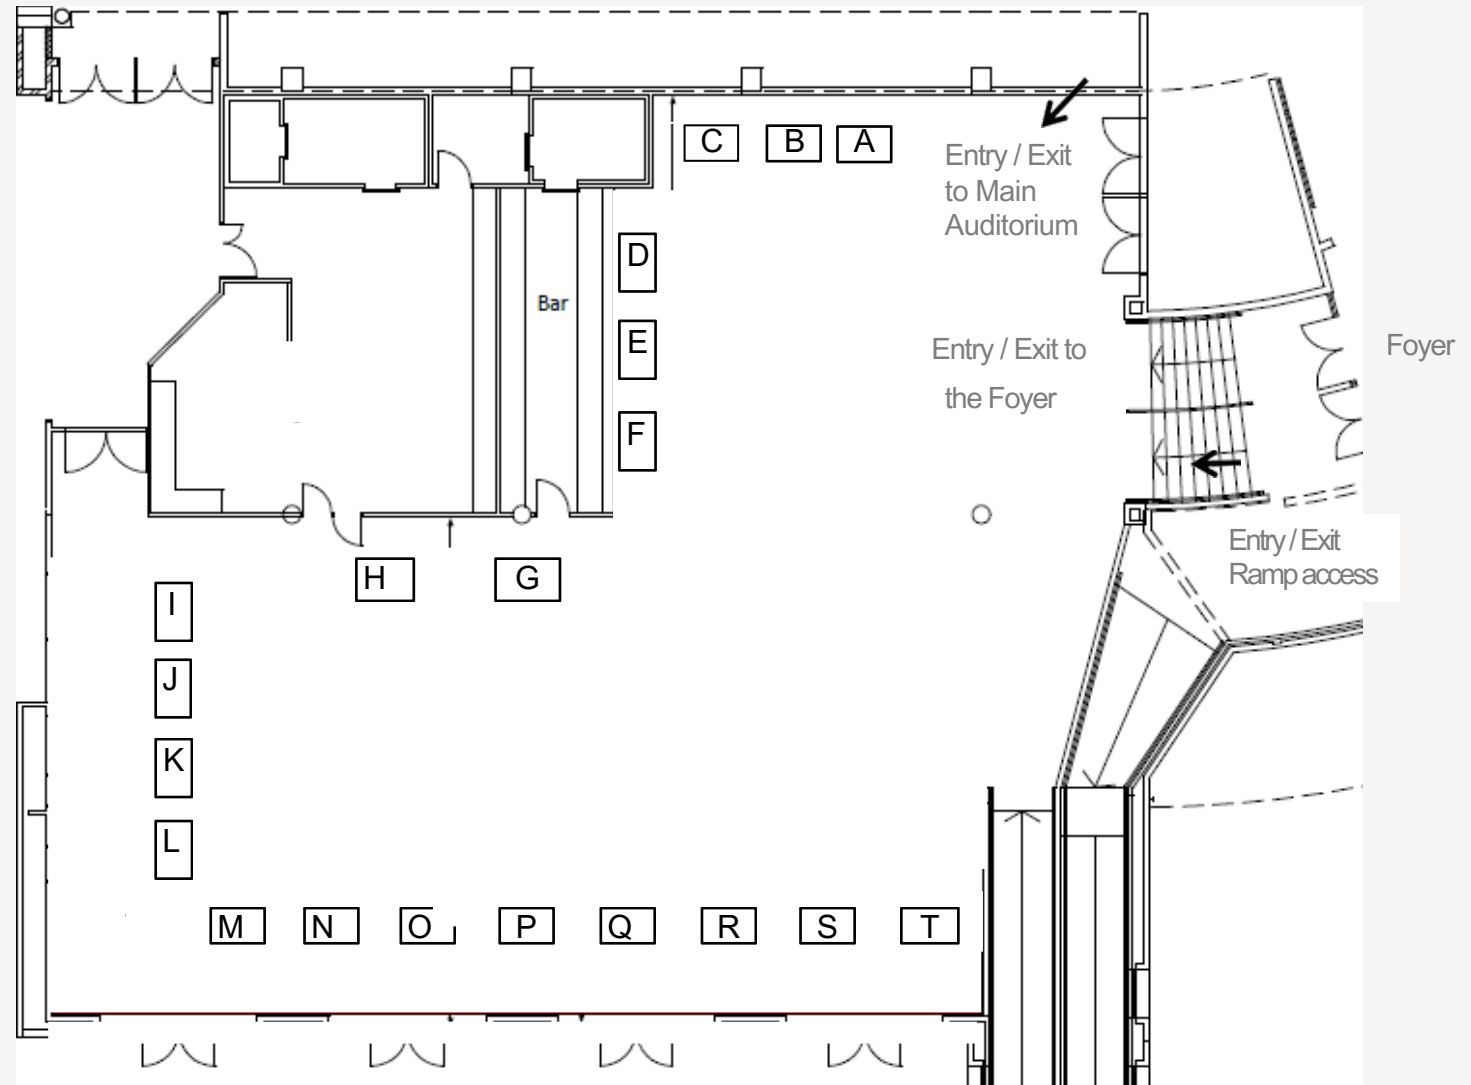 C
B
A
Entry / Exit
to Main
Auditorium
D
Bar
E
Entry / Exit to
the Foyer
Foyer
F
Entry / Exit
Ramp access
H
G
I
J
K
L
M
N
O
P
Q
R
S
T